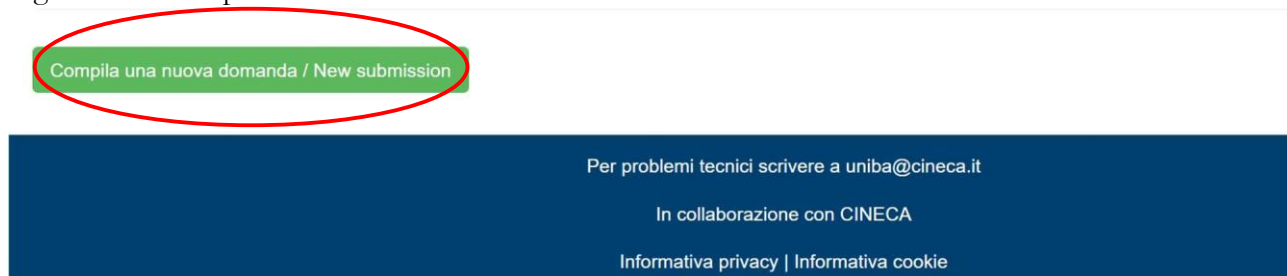 Compila una nuova domanda / New submission
Per problemi tecnici scrivere a uniba@cineca.it
In collaborazione con CINECA
Informativa privacy | Informativa cookie